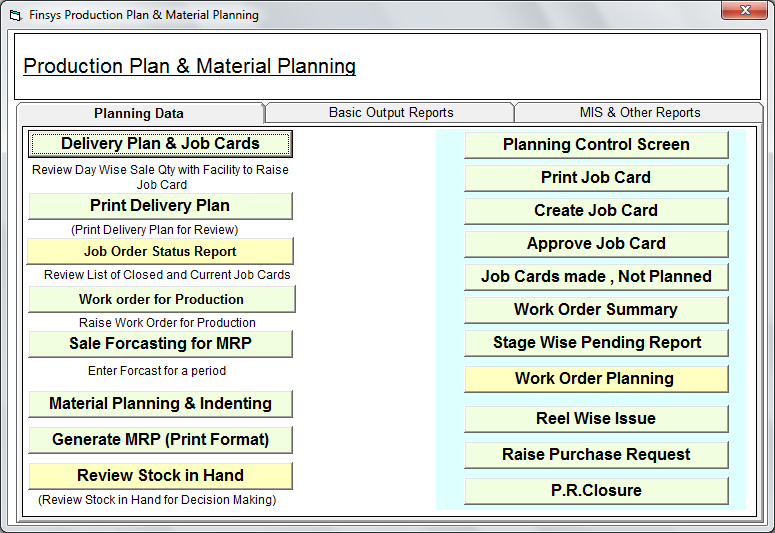 Finsys Production Plan & Material Planning
Production Plan & Material Planning
Planning Data
Basic Output Reports
MIS & Other Reports
Delivery Plan & Job Cards
Review Day Wise Sale Qty with Facility to Raise
Job Card
Print Delivery Plan
(Print Delivery Plan for Review)
Job Order Status Report
Review List of Closed and Current Job Cards
Work order for Production
Raise Work Order for Production
Sale Forcasting for MRP
Enter Forcast for a period
Material Planning & Indenting
Generate MRP (Print Format)
Review Stock in Hand
(Review Stock in Hand for Decision Making)
Planning Control Screen
Print Job Card
Create Job Card
Approve Job Card
Job Cards made , Not Planned
Work Order Summary
Stage Wise Pending Report
Work Order Planning
Reel Wise Issue
Raise Purchase Request
P.R.Closure